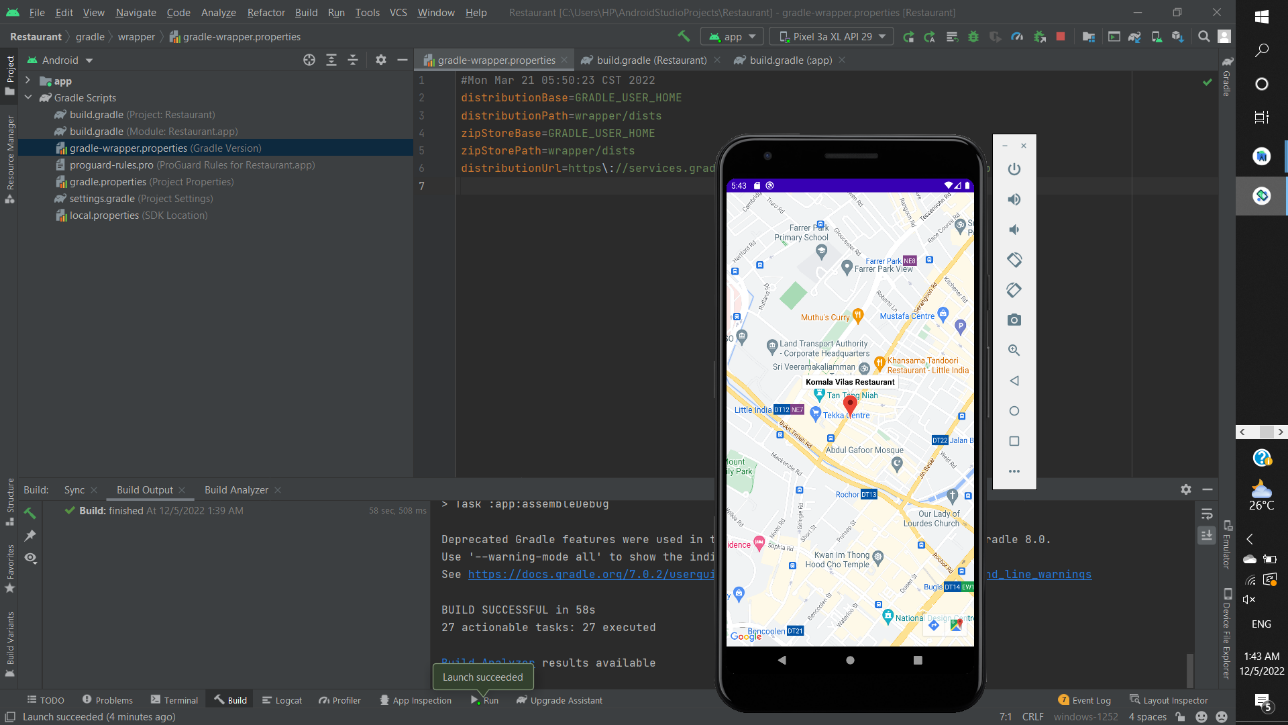 File Edit View Navigate Code Analyze Refactor Build Run Tools VCS Window Help Restaurant [C:\Users\HP\AndroidStudioProjects\Restaurant] - gradle-wrapper.properties [Restaurant]
Restaurant gradle wrapper gradle-wrapper.properties
app Pixel 3a XL API 29
Project
Resource Manager
Structure
Favorites
Build Variants
Android
app
Gradle Scripts
build.gradle (Project: Restaurant)
build.gradle (Module: Restaurant.app)
gradle-wrapper.properties (Gradle Version)
proguard-rules.pro (ProGuard Rules for Restaurant.app)
gradle.properties (Project Properties)
settings.gradle (Project Settings)
local.properties (SDK Location)
gradle-wrapper.properties build.gradle (Restaurant) build.gradle (:app)
1 #Mon Mar 21 05:50:23 CST 2022
2 distributionBase=GRADLE_USER_HOME
3 distributionPath=wrapper/dists
4 zipStoreBase=GRADLE_USER_HOME
5 zipStorePath=wrapper/dists
6 distributionUrl=https\://services.grad
7
5:43
Farrer Park
Primary School
Farrer Park NE8
Farrer Park View
Muthu's Curry
Mustafa Centre
Land Transport Authority
- Corporate Headquarters
Sri Veeramakaliamman
Khansama Tandoori
Restaurant - Little India
Komala Vilas Restaurant
Tan Teng Niah
Little India DT12 NE7
Tekka Centre
DT22 Jalan B
Abdul Gafoor Mosque
Mount
ily Park
Rochor DT13
Our Lady of
Lourdes Church
idence
Kwan Im Thong
Hood Cho Temple
Bugis DT14 EW1
National Design Centre
Bencoolen DT21
Google
Gradle
Emulator
Device File Explorer
Build: Sync Build Output Build Analyzer
Build: finished At 12/5/2022 1:39 AM 58 sec, 508 ms
> Task :app:assembleDebug
Deprecated Gradle features were used in t
radle 8.0.
Use '--warning-mode all' to show the indi
See https://docs.gradle.org/7.0.2/usergui
nd_line_warnings
BUILD SUCCESSFUL in 58s
27 actionable tasks: 27 executed
Build Analyzer results available
Launch succeeded
TODO Problems Terminal Build Logcat Profiler App Inspection Run Upgrade Assistant Event Log Layout Inspector
Launch succeeded (4 minutes ago) 7:1 CRLF windows-1252 4 spaces
26°C
ENG
1:43 AM
12/5/2022
5